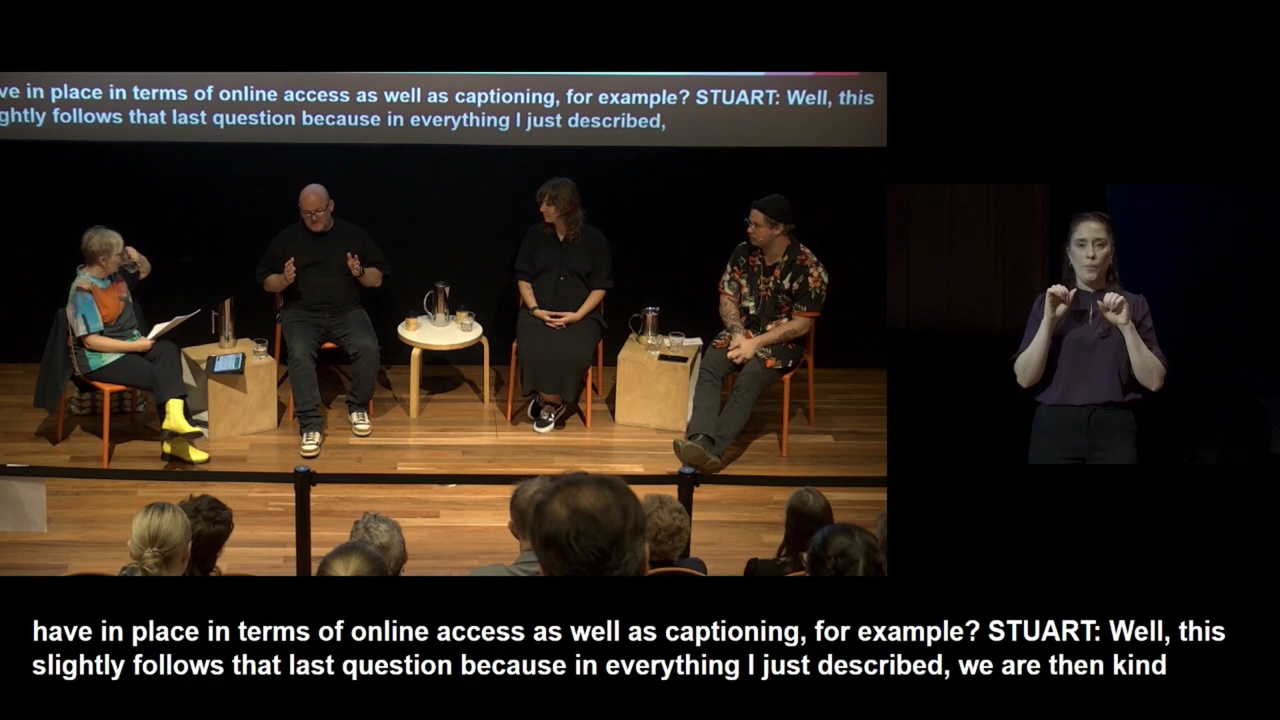 ve in place in terms of online access as well as captioning, for example? STUART: Well, this
ghtly follows that last question because in everything I just described,
have in place in terms of online access as well as captioning, for example? STUART: Well, this
slightly follows that last question because in everything I just described, we are then kind